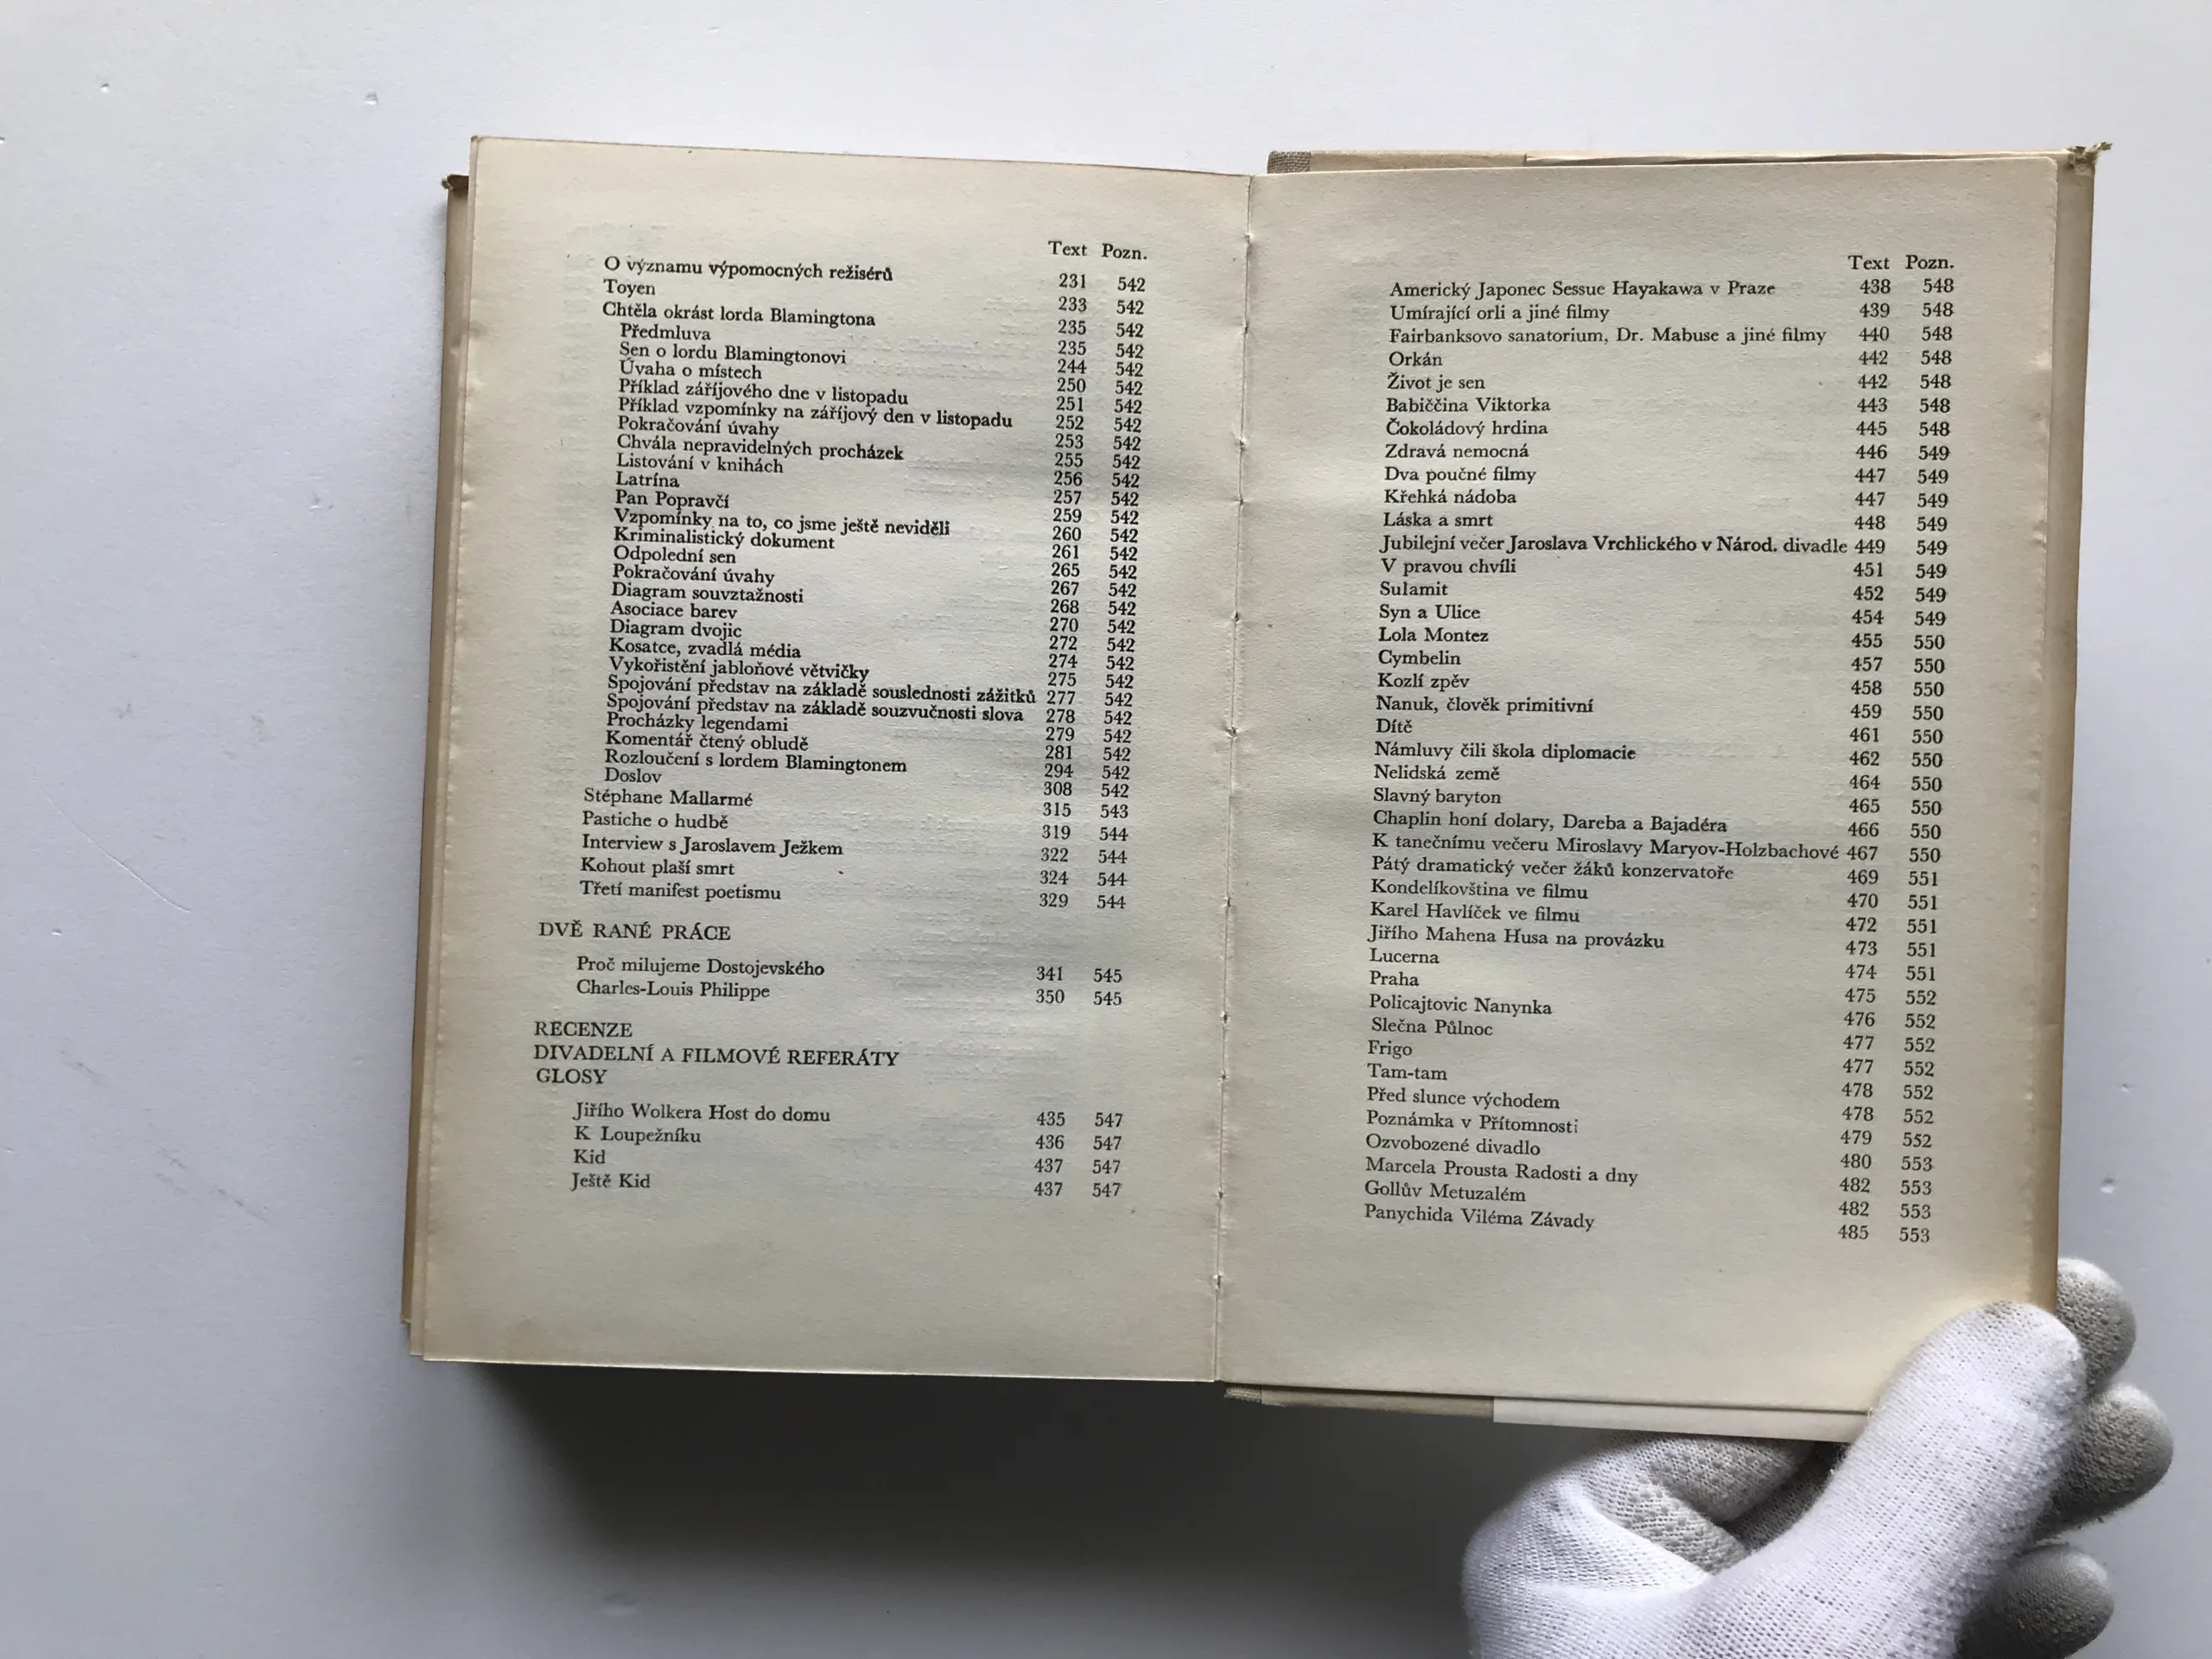 Text Pozn.
O významu výpomocných režisérů 231 542
Toyen 233 542
Chtěla okrást lorda Blamingtona 235 542
Předmluva 235 542
Sen o lordu Blamingtonovi 244 542
Úvaha o místech 250 542
Příklad zářijového dne v listopadu 251 542
Příklad vzpomínky na zářijový den v listopadu 252 542
Pokračování úvahy 253 542
Chvála nepravidelných procházek 255 542
Listování v knihách 256 542
Latrína 257 542
Pan Popravčí 259 542
Vzpomínky na to, co jsme ještě neviděli 260 542
Kriminalistický dokument 261 542
Odpolední sen 265 542
Pokračování úvahy 267 542
Diagram souvztažnosti 268 542
Asociace barev 270 542
Diagram dvojic 272 542
Kosatce, zvadlá média 274 542
Vykořistění jabloňové větvičky 275 542
Spojování představ na základě souslednosti zážitků 277 542
Spojování představ na základě souzvučnosti slova 278 542
Procházky legendami 279 542
Komentář čtený obludě 281 542
Rozloučení s lordem Blamingtonem 294 542
Doslov 308 542
Stéphane Mallarmé 315 543
Pastiche o hudbě 319 544
Interview s Jaroslavem Ježkem 322 544
Kohout plaší smrt 324 544
Třetí manifest poetismu 329 544
DVĚ RANÉ PRÁCE
Proč milujeme Dostojevského 341 545
Charles-Louis Philippe 350 545
RECENZE
DIVADELNÍ A FILMOVÉ REFERÁTY
GLOSY
Jiřího Wolkera Host do domu 435 547
K Loupežníku 436 547
Kid 437 547
Ještě Kid 437 547
Text Pozn.
Americký Japonec Sessue Hayakawa v Praze 438 548
Umírající orli a jiné filmy 439 548
Fairbanksovo sanatorium, Dr. Mabuse a jiné filmy 440 548
Orkán 442 548
Život je sen 442 548
Babiččina Viktorka 443 548
Čokoládový hrdina 445 548
Zdravá nemocná 446 549
Dva poučné filmy 447 549
Křehká nádoba 447 549
Láska a smrt 448 549
Jubilejní večer Jaroslava Vrchlického v Národ. divadle 449 549
V pravou chvíli 451 549
Sulamit 452 549
Syn a Ulice 454 549
Lola Montez 455 550
Cymbelin 457 550
Kozlí zpěv 458 550
Nanuk, člověk primitivní 459 550
Dítě 461 550
Námluvy čili škola diplomacie 462 550
Nelidská země 464 550
Slavný baryton 465 550
Chaplin honí dolary, Dareba a Bajadéra 466 550
K tanečnímu večeru Miroslavy Maryov-Holzbachové 467 550
Pátý dramatický večer žáků konzervatoře 469 551
Kondelíkovština ve filmu 470 551
Karel Havlíček ve filmu 472 551
Jiřího Mahena Husa na provázku 473 551
Lucerna 474 551
Praha 475 552
Policajtovic Nanynka 476 552
Slečna Půlnoc 477 552
Frigo 477 552
Tam-tam 478 552
Před slunce východem 478 552
Poznámka v Přítomnosti 479 552
Ozvobozené divadlo 480 553
Marcela Prousta Radosti a dny 482 553
Gollův Metuzalém 482 553
Panychida Viléma Závady 485 553